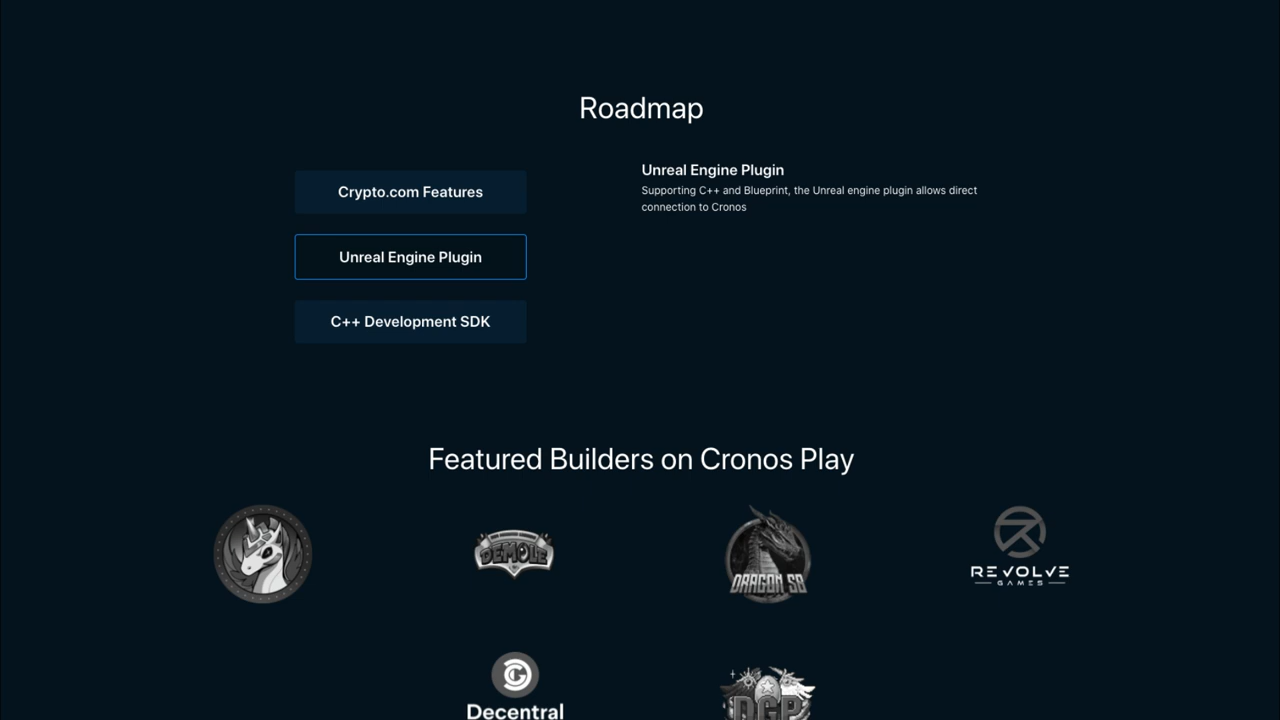 Roadmap
Crypto.com Features
Unreal Engine Plugin
C++ Development SDK
Unreal Engine Plugin
Supporting C++ and Blueprint, the Unreal engine plugin allows direct
connection to Cronos
Featured Builders on Cronos Play
DEMOLE
DRAGON SB
REVOLVE
GAMES
Decentral
DGP